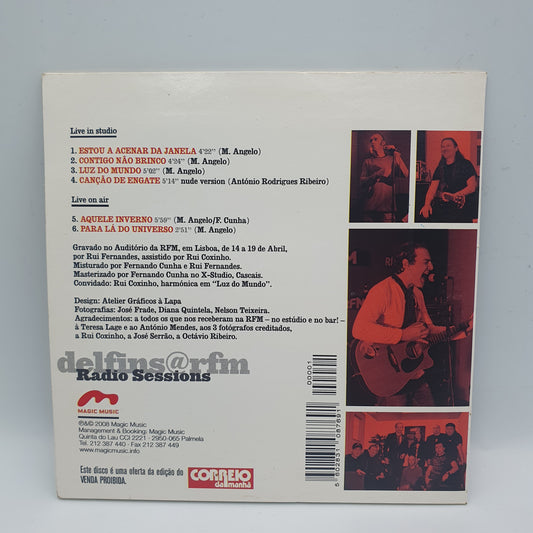 Live in studio
1. ESTOU A ACENAR DA JANELA 4'22" (M. Angelo)
2. CONTIGO NÃO BRINCO 4'24" (M. Angelo)
3. LUZ DO MUNDO 5'02" (M. Angelo)
4. CANÇÃO DE ENGATE 5'14" nude version (António Rodrigues Ribeiro)
Live on air
5. AQUELE INVERNO 5'59" (M. Angelo/F. Cunha)
6. PARA LÁ DO UNIVERSO 2'51" (M. Angelo)
Gravado no Auditório da RFM, em Lisboa, de 14 a 19 de Abril,
por Rui Fernandes, assistido por Rui Coxinho.
Misturado por Fernando Cunha e Rui Fernandes.
Masterizado por Fernando Cunha no X-Studio, Cascais.
Convidado: Rui Coxinho, harmónica em "Luz do Mundo".
Design: Atelier Gráficos à Lapa
Fotografias: José Frade, Diana Quintela, Nelson Teixeira.
Agradecimentos: a todos os que nos receberam na RFM – no estúdio e no bar! –
à Teresa Lage e ao António Mendes, aos 3 fotógrafos creditados,
a Rui Coxinho, a José Serrão, a Octávio Ribeiro.
delfins@rfm
Radio Sessions
MAGIC MUSIC
℗&© 2008 Magic Music
Management & Booking: Magic Music
Quinta do Lau CCI 2221 - 2950-065 Palmela
Tel. 212 387 440 - Fax 212 387 449
www.magicmusic.info
Este disco é uma oferta da edição do
VENDA PROIBIDA.
CORREIO
da manhã
00001
5 602831 087691